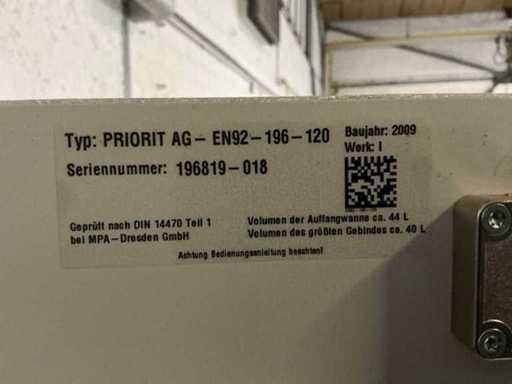 Typ: PRIORIT AG – EN92–196–120
Baujahr: 2009
Werk: I
Seriennummer: 196819–018
Geprüft nach DIN 14470 Teil 1
bei MPA–Dresden GmbH
Volumen der Auffangwanne ca. 44 L
Volumen des größten Gebindes ca. 40 L
Achtung Bedienungsanleitung beachten!